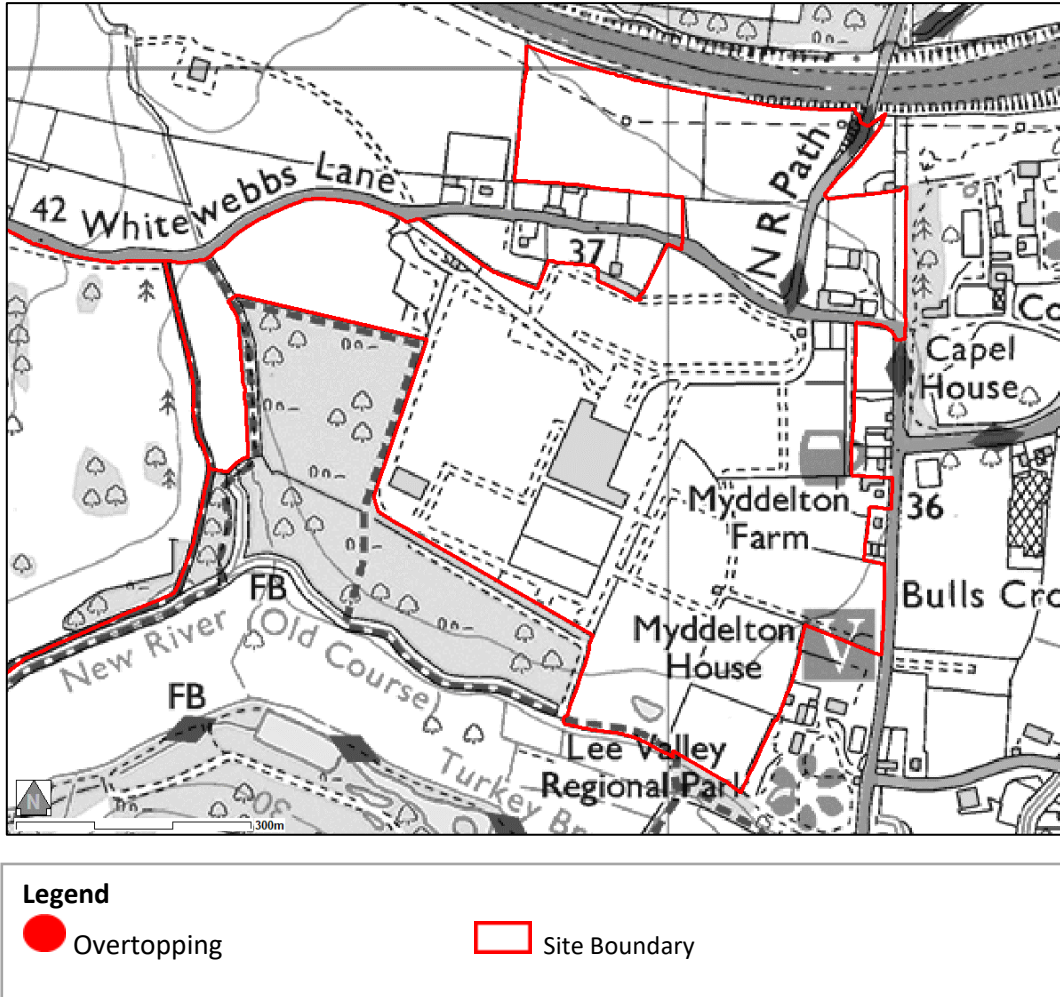 N R Path
42 Whitewebbs Lane
37
Co
Capel
House
Myddelton
Farm
36
FB
Bulls Cro
New River
(Old Course)
Myddelton
House
V
FB
Lee Valley
Regional Park
Turkey Br
30
N
300m
Legend
Overtopping
Site Boundary